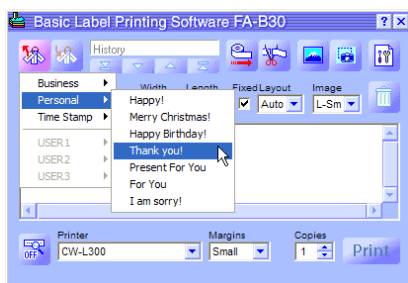 Basic Label Printing Software FA-B30
History
Business
Personal
Time Stamp
USER 1
USER 2
USER 3
Happy!
Merry Christmas!
Happy Birthday!
Thank you!
Present For You
For You
I am sorry!
Width Length Fixed Layout Image
Auto L-Sm
Printer Margins Copies
OFF CW-L300 Small 1 Print